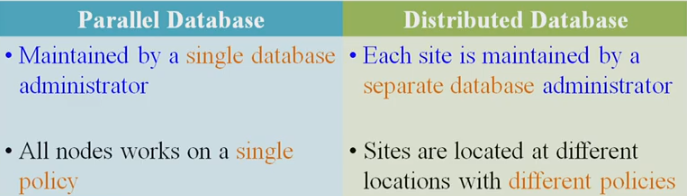 Parallel Database
Distributed Database
• Maintained by a single database
administrator
• Each site is maintained by a
separate database administrator
• All nodes works on a single
policy
• Sites are located at different
locations with different policies